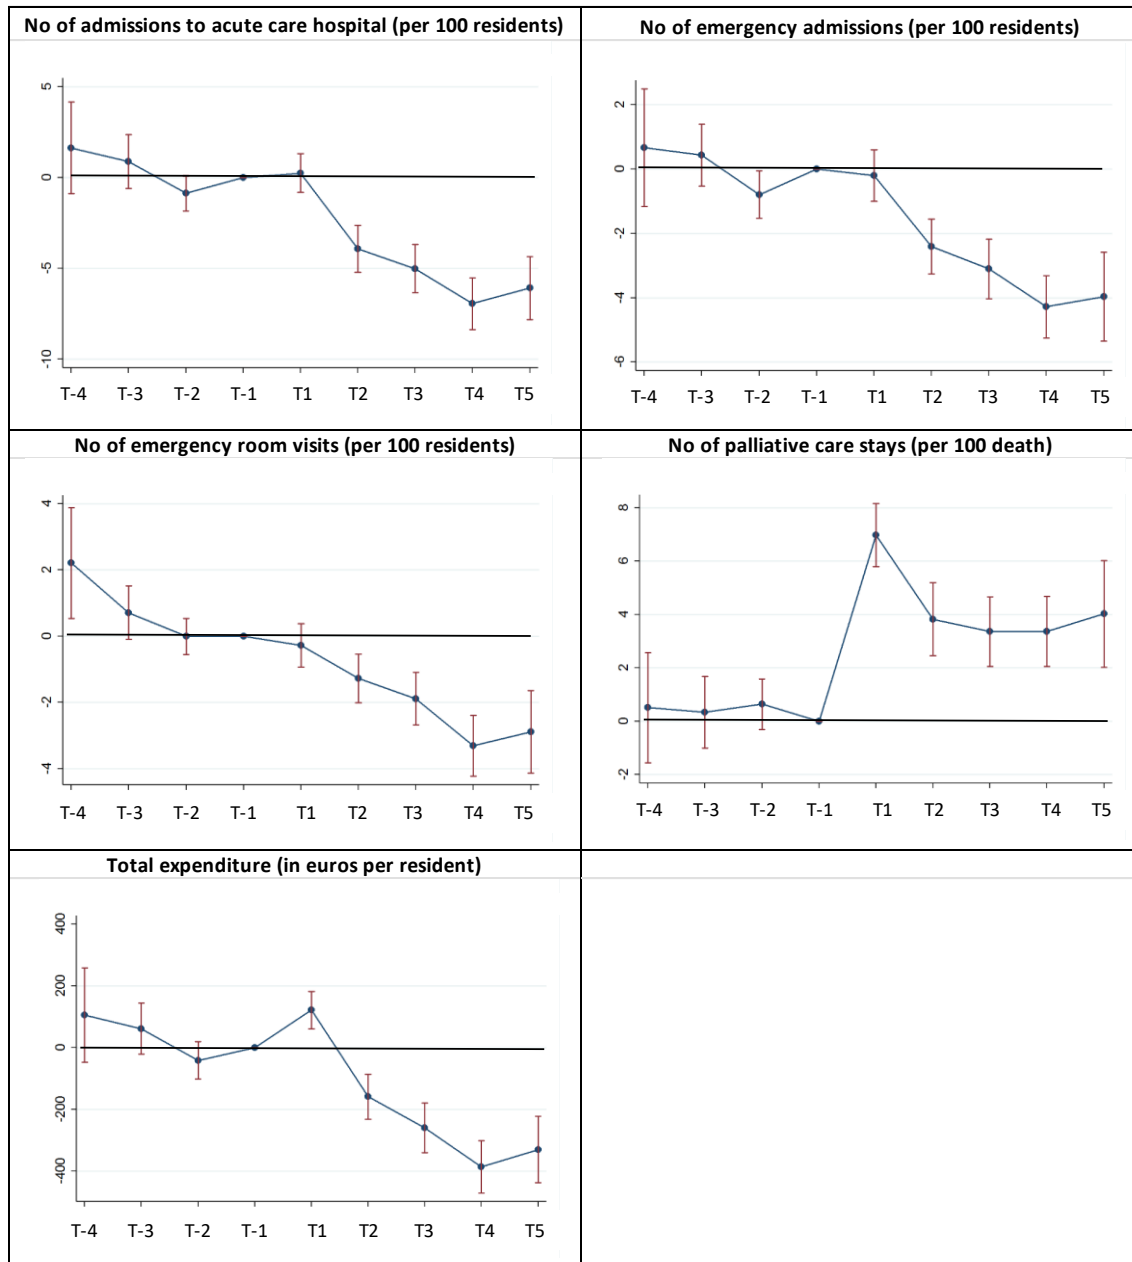 No of admissions to acute care hospital (per 100 residents)
5
0
-5
-10
T-4 T-3 T-2 T-1 T1 T2 T3 T4 T5
No of emergency admissions (per 100 residents)
2
0
-2
-4
-6
T-4 T-3 T-2 T-1 T1 T2 T3 T4 T5
No of emergency room visits (per 100 residents)
4
2
0
-2
-4
T-4 T-3 T-2 T-1 T1 T2 T3 T4 T5
No of palliative care stays (per 100 death)
8
6
4
2
0
-2
T-4 T-3 T-2 T-1 T1 T2 T3 T4 T5
Total expenditure (in euros per resident)
400
200
0
-200
-400
T-4 T-3 T-2 T-1 T1 T2 T3 T4 T5